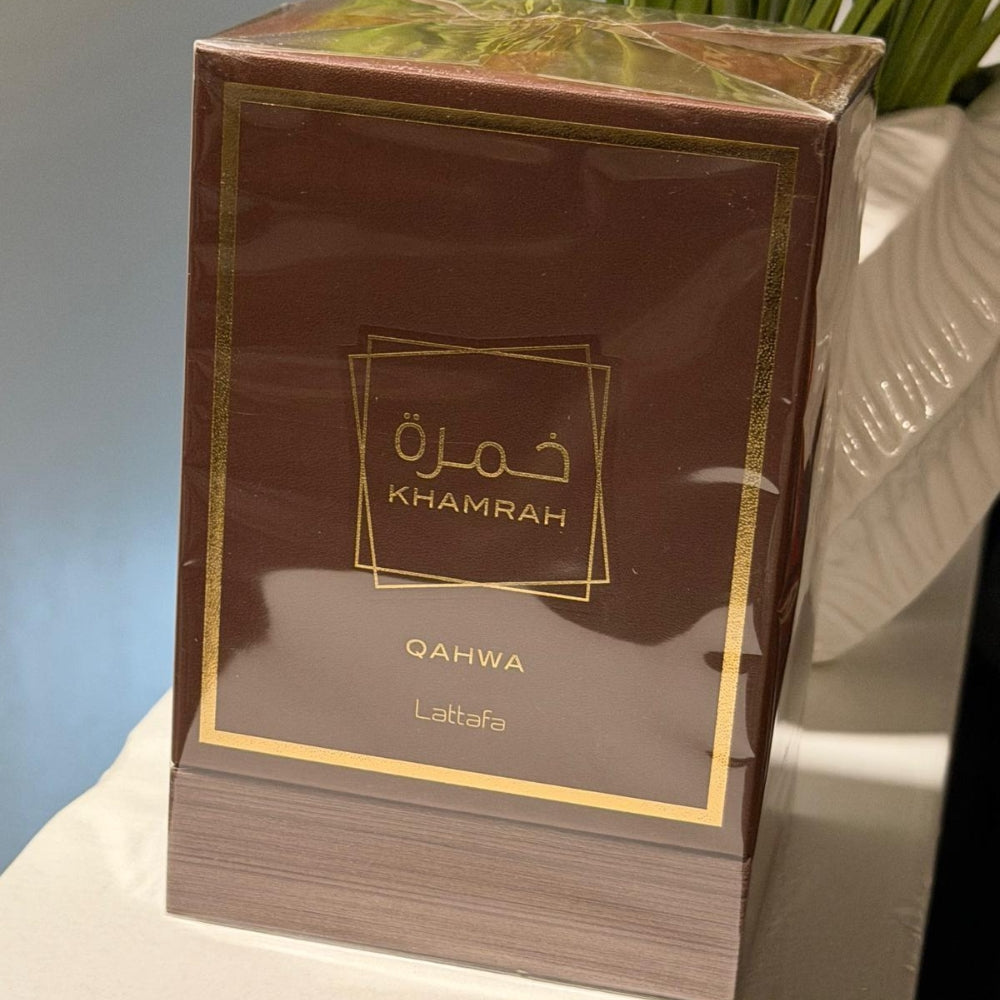 خمرة
KHAMRAH
QAHWA
Lattafa